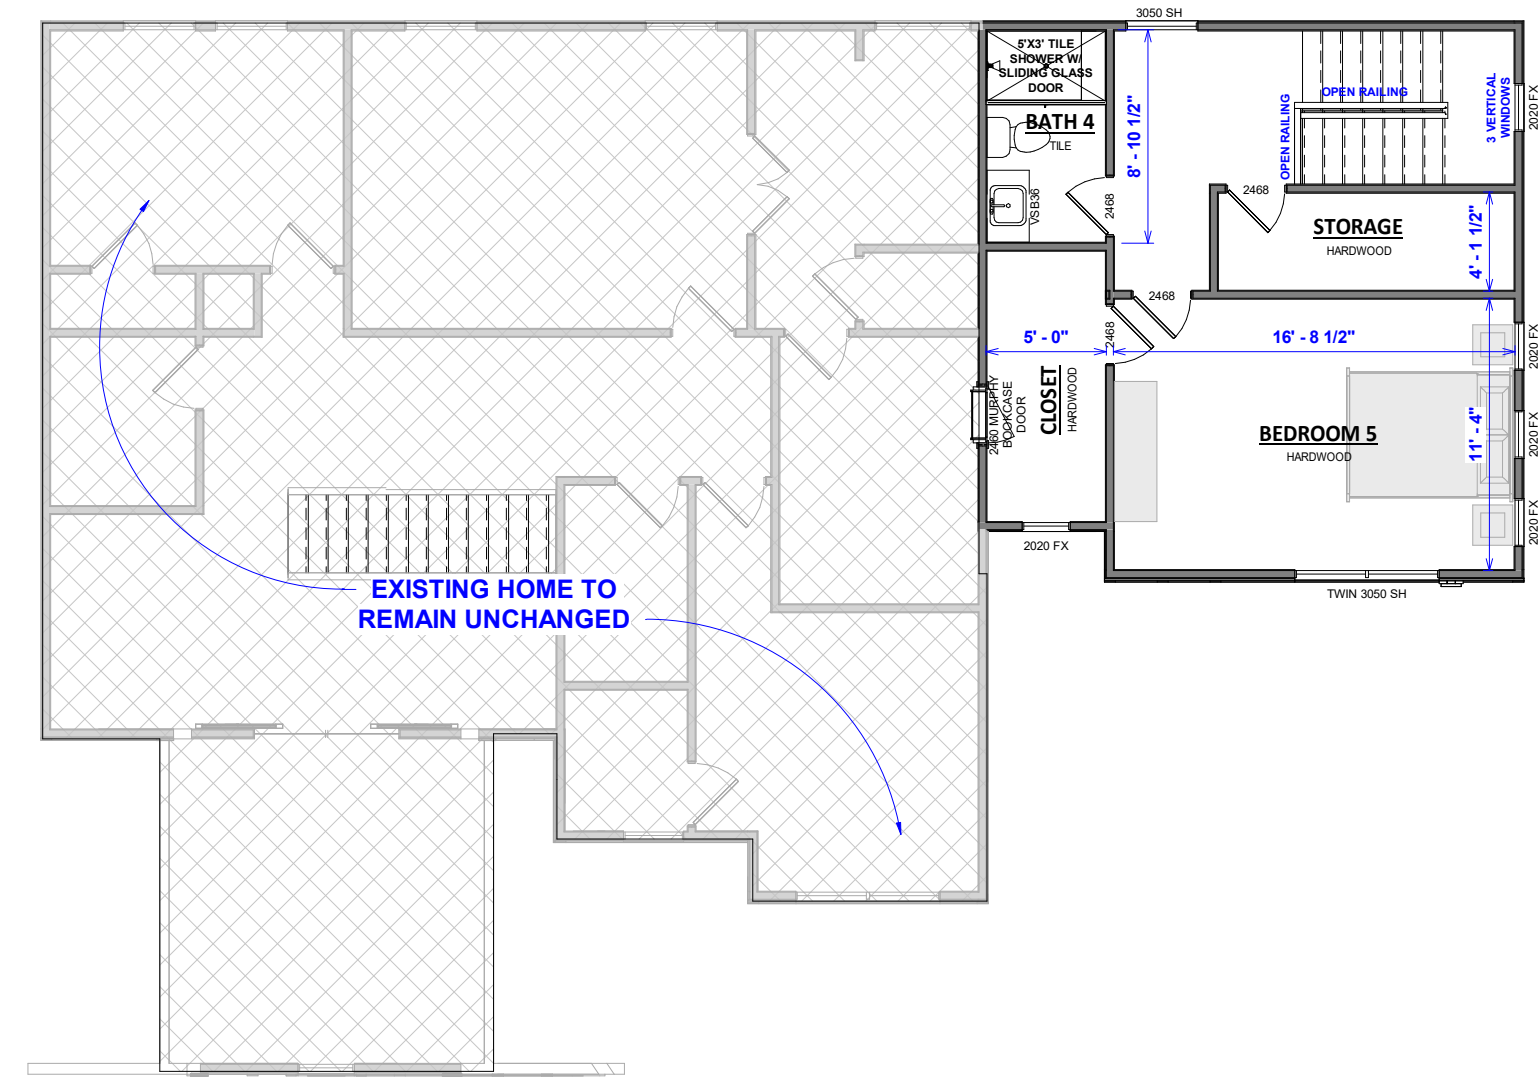 3050 SH
5'X3' TILE
SHOWER W/
SLIDING GLASS
DOOR
BATH 4
TILE
VSB36
2468
8' - 10 1/2"
OPEN RAILING
OPEN RAILING
3 VERTICAL
WINDOWS
2020 FX
2468
STORAGE
HARDWOOD
4' - 1 1/2"
2468
2468
5' - 0"
16' - 8 1/2"
2020 FX
2460 MURPHY
BOOKCASE
DOOR
CLOSET
HARDWOOD
BEDROOM 5
HARDWOOD
11' - 4"
2020 FX
2020 FX
2020 FX
TWIN 3050 SH
EXISTING HOME TO
REMAIN UNCHANGED